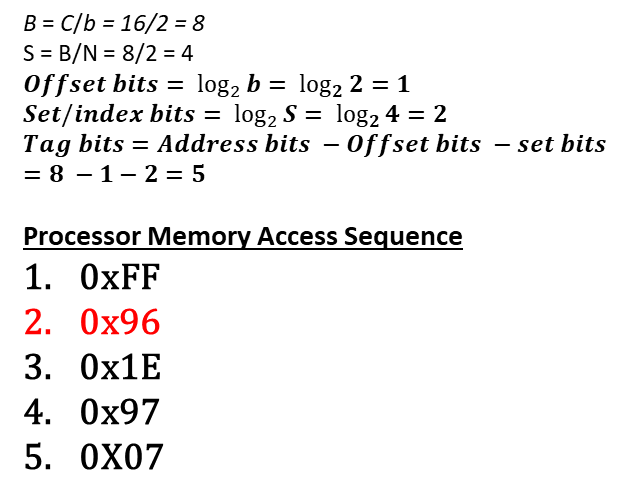 B = C/b = 16/2 = 8
S = B/N = 8/2 = 4
Offset bits = log₂ b = log₂ 2 = 1
Set/index bits = log₂ S = log₂ 4 = 2
Tag bits = Address bits − Offset bits − set bits
= 8 − 1 − 2 = 5
Processor Memory Access Sequence
1. 0xFF
2. 0x96
3. 0x1E
4. 0x97
5. 0X07